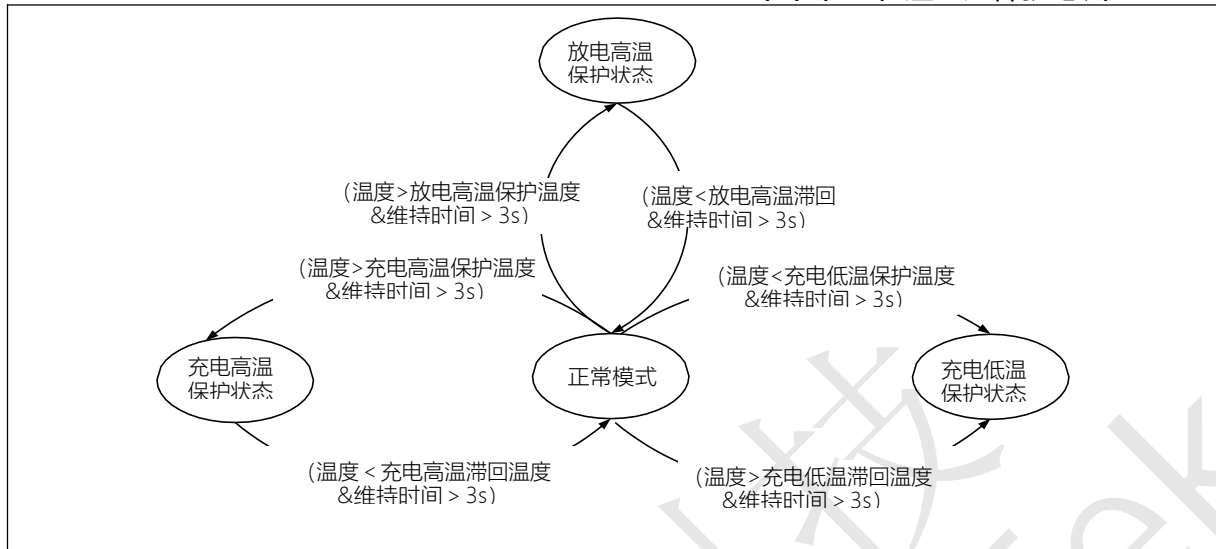 放电高温
保护状态
(温度>放电高温保护温度
&维持时间 > 3s)
(温度<放电高温滞回
&维持时间 > 3s)
(温度>充电高温保护温度
&维持时间 > 3s)
(温度<充电低温保护温度
&维持时间 > 3s)
充电高温
保护状态
正常模式
充电低温
保护状态
(温度 < 充电高温滞回温度
&维持时间 > 3s)
(温度>充电低温滞回温度
&维持时间 > 3s)
技
ek